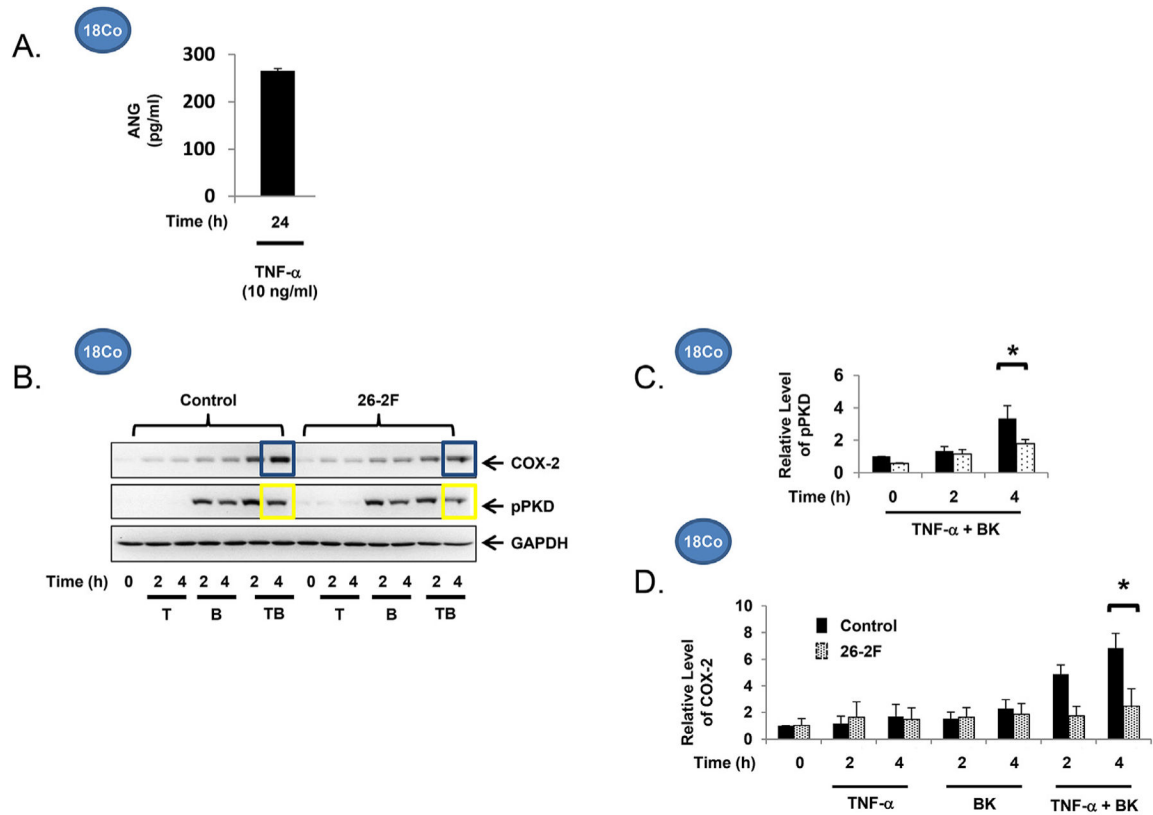 18Co
A.
300
200
100
0
ANG
(pg/ml)
Time (h)
24
TNF-α
(10 ng/ml)
18Co
B.
Control 26-2F
COX-2
pPKD
GAPDH
Time (h) 0 2 4 2 4 2 4 0 2 4 2 4 2 4
T B TB T B TB
18Co
C.
*
Relative Level
of pPKD
6
4
2
0
Time (h) 0 2 4
TNF-α + BK
18Co
D.
*
Relative Level
of COX-2
10
8
6
4
2
0
Control
26-2F
Time (h) 0 2 4 2 4 2 4
TNF-α BK TNF-α + BK